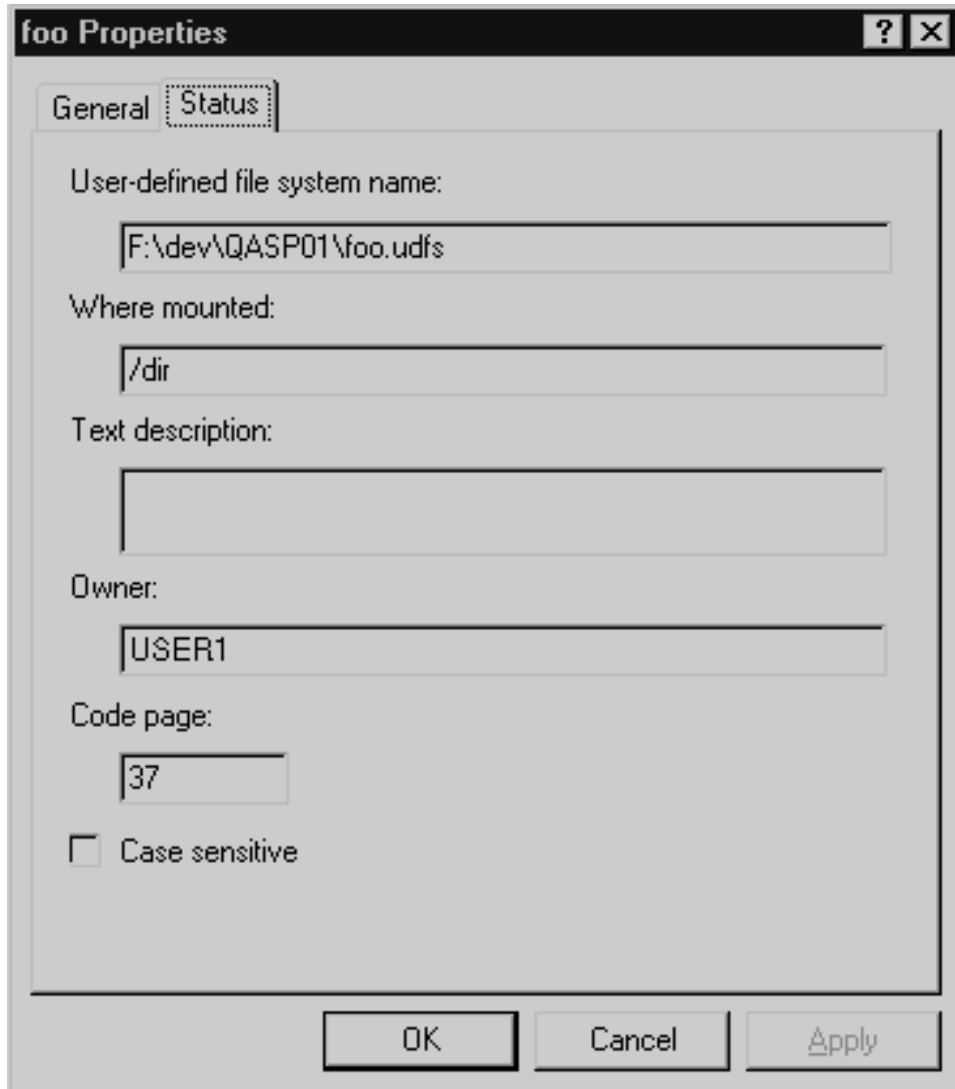 foo Properties
General Status
User-defined file system name:
F:\dev\QASP01\foo.udfs
Where mounted:
/dir
Text description:
Owner:
USER1
Code page:
37
Case sensitive
OK Cancel Apply